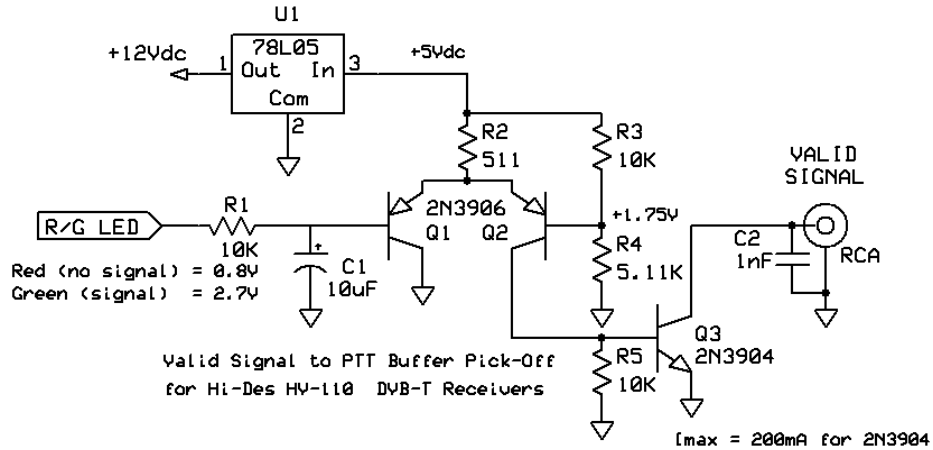 U1
78L05
+12Vdc
1 Out In 3
Com
2
+5Vdc
R2
511
R3
10K
VALID
SIGNAL
R/G LED
R1
10K
2N3906
Q1 Q2
+1.75V
R4
5.11K
C2
1nF
RCA
Red (no signal) = 0.8V
Green (signal) = 2.7V
+
C1
10uF
Q3
2N3904
R5
10K
Valid Signal to PTT Buffer Pick-Off
for Hi-Des HV-110 DVB-T Receivers
Imax = 200mA for 2N3904